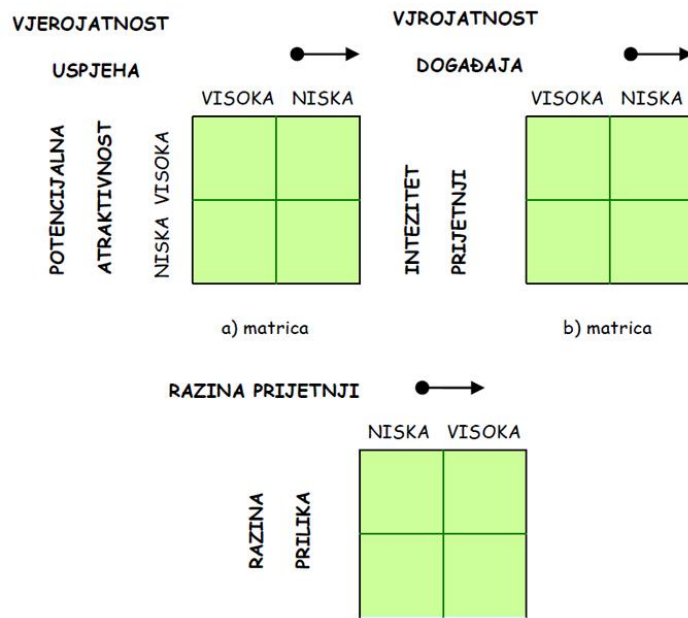 VJEROJATNOST
USPJEHA
VISOKA NISKA
POTENCIJALNA
ATRAKTIVNOST
NISKA VISOKA
a) matrica
VJROJATNOST
DOGAĐAJA
VISOKA NISKA
INTEZITET
PRIJETNJI
b) matrica
RAZINA PRIJETNJI
NISKA VISOKA
RAZINA
PRILIKA